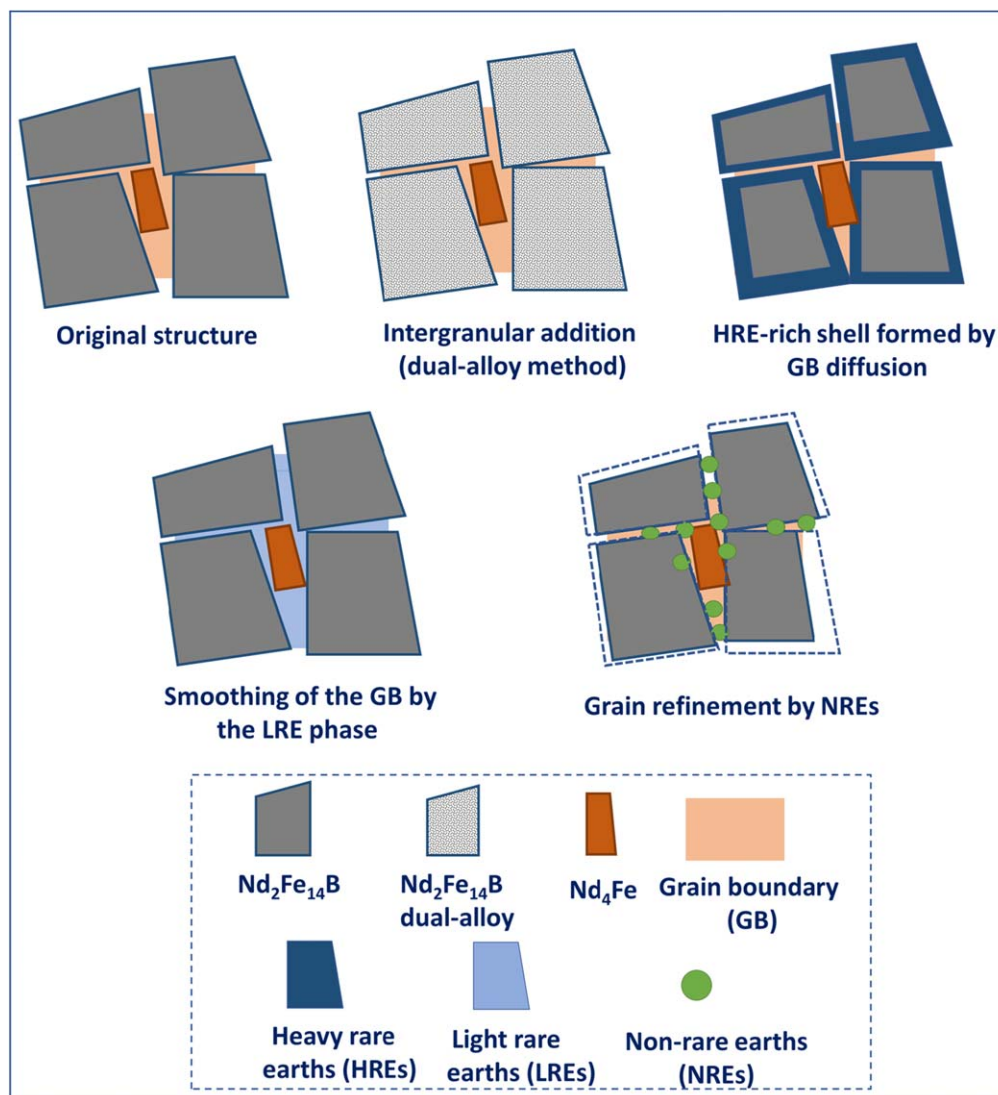 Original structure
Intergranular addition
(dual-alloy method)
HRE-rich shell formed by
GB diffusion
Smoothing of the GB by
the LRE phase
Grain refinement by NREs
Nd₂Fe₁₄B
Nd₂Fe₁₄B
dual-alloy
Nd₄Fe
Grain boundary
(GB)
Heavy rare
earths (HREs)
Light rare
earths (LREs)
Non-rare earths
(NREs)